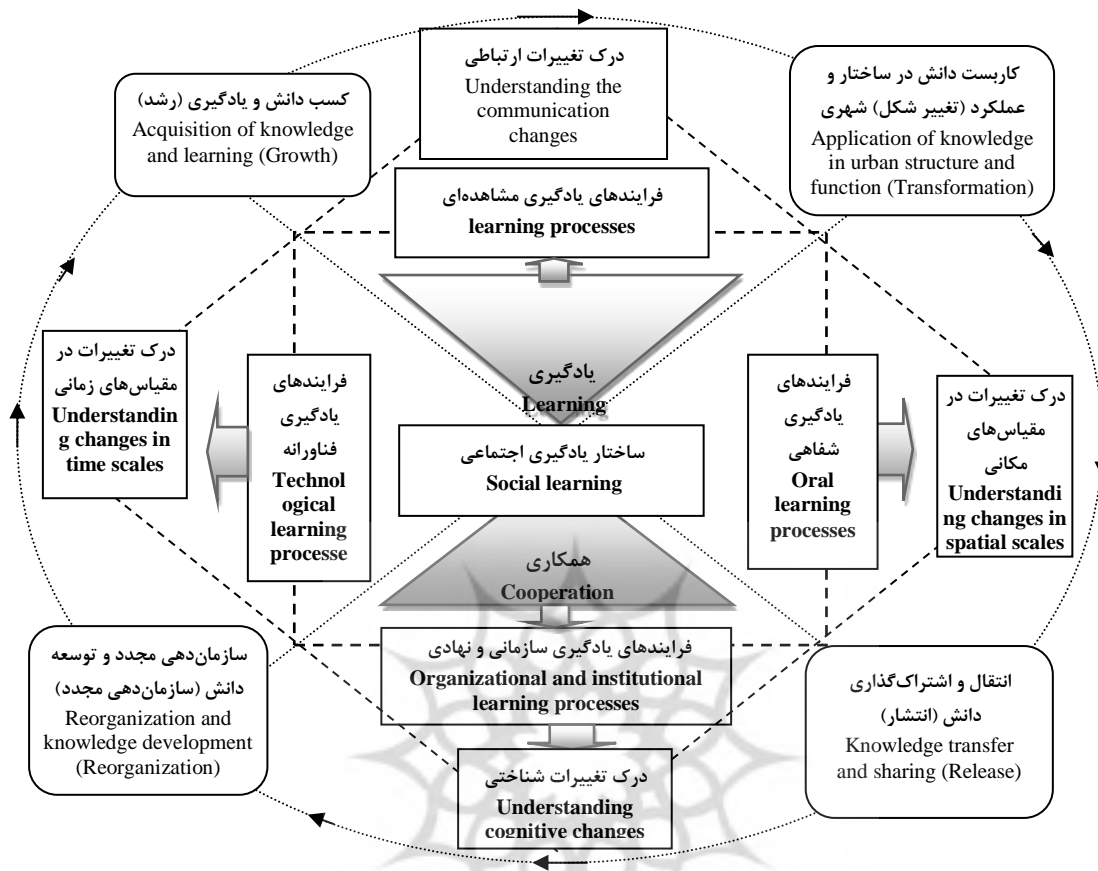 درک تغییرات ارتباطی
Understanding the
communication
changes
کسب دانش و یادگیری (رشد)
Acquisition of knowledge
and learning (Growth)
کاربست دانش در ساختار و
عملکرد (تغییر شکل) شهری
Application of knowledge
in urban structure and
function (Transformation)
فرایندهای یادگیری مشاهده‌ای
learning processes
درک تغییرات در
مقیاس‌های زمانی
Understandin
g changes in
time scales
فرایندهای
یادگیری
فناورانه
Technol
ogical
learning
processe
یادگیری
Learning
ساختار یادگیری اجتماعی
Social learning
همکاری
Cooperation
فرایندهای
یادگیری
شفاهی
Oral
learning
processes
درک تغییرات در
مقیاس‌های
مکانی
Understandi
ng changes in
spatial scales
سازمان‌دهی مجدد و توسعه
دانش (سازمان‌دهی مجدد)
Reorganization and
knowledge development
(Reorganization)
فرایندهای یادگیری سازمانی و نهادی
Organizational and institutional
learning processes
درک تغییرات شناختی
Understanding
cognitive changes
انتقال و اشتراک‌گذاری
دانش (انتشار)
Knowledge transfer
and sharing (Release)